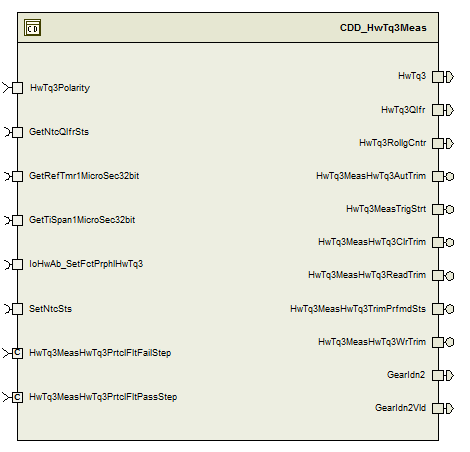 CD
CDD_HwTq3Meas
HwTq3Polarity
GetNtcQlfrSts
GetRefTmr1MicroSec32bit
GetTiSpan1MicroSec32bit
IoHwAb_SetFctPrphlHwTq3
SetNtcSts
C HwTq3MeasHwTq3PrtclFltFailStep
C HwTq3MeasHwTq3PrtclFltPassStep
HwTq3
HwTq3Qlfr
HwTq3RollgCntr
HwTq3MeasHwTq3AutTrim
HwTq3MeasTrigStrt
HwTq3MeasHwTq3ClrTrim
HwTq3MeasHwTq3ReadTrim
HwTq3MeasHwTq3TrimPrfmdSts
HwTq3MeasHwTq3WrTrim
GearIdn2
GearIdn2Vld